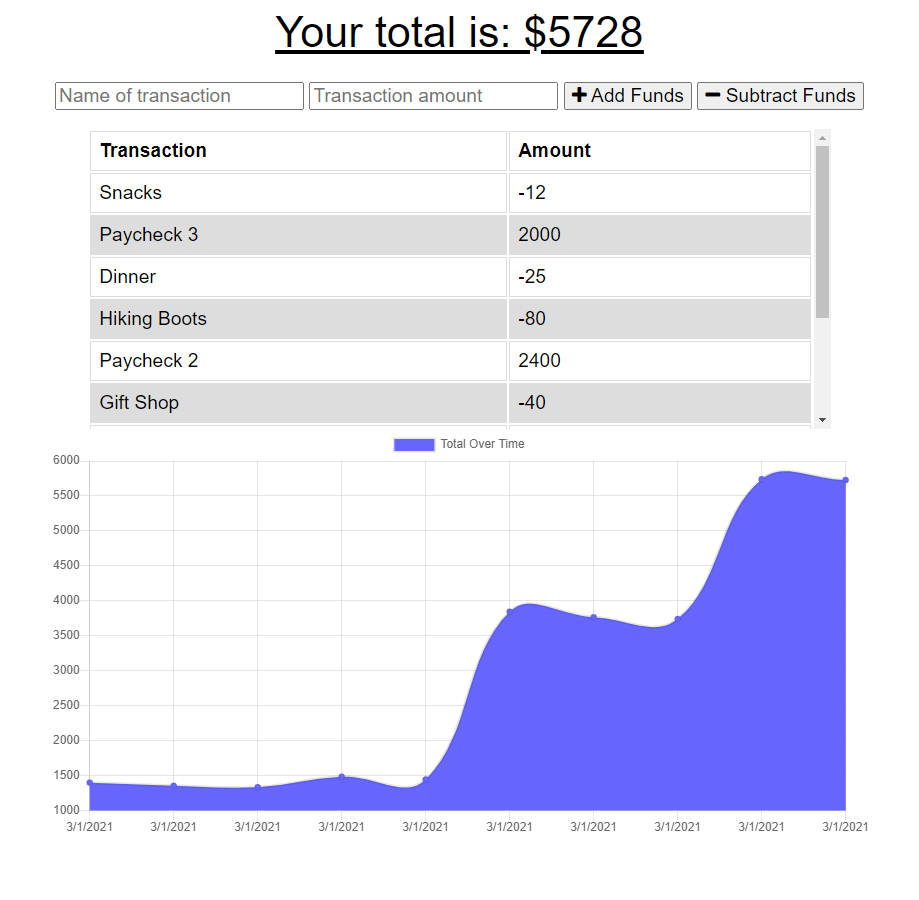 Your total is: $5728
Name of transaction Transaction amount + Add Funds − Subtract Funds
Transaction Amount
Snacks -12
Paycheck 3 2000
Dinner -25
Hiking Boots -80
Paycheck 2 2400
Gift Shop -40
Total Over Time
6000
5500
5000
4500
4000
3500
3000
2500
2000
1500
1000
3/1/2021 3/1/2021 3/1/2021 3/1/2021 3/1/2021 3/1/2021 3/1/2021 3/1/2021 3/1/2021 3/1/2021